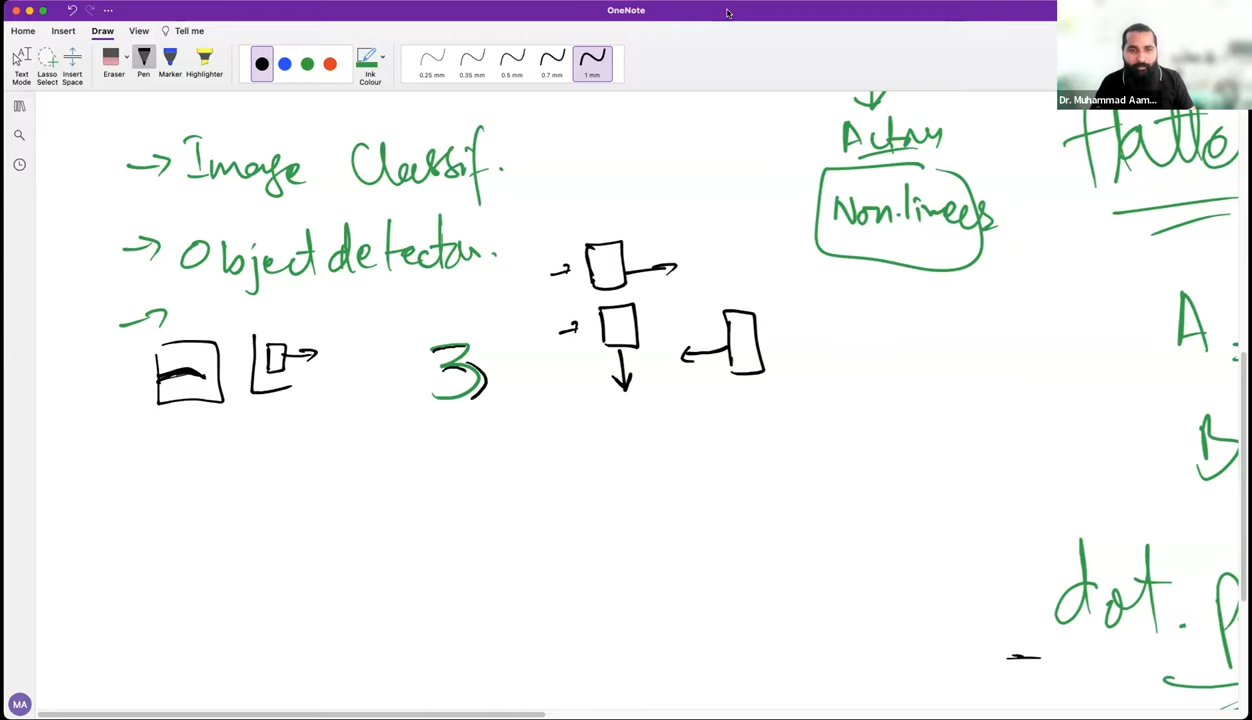 OneNote
Home Insert Draw View Tell me
Text Mode
Lasso Select
Insert Space
Eraser
Pen
Marker
Highlighter
Ink Colour
0.25 mm
0.35 mm
0.5 mm
0.7 mm
1 mm
Dr. Muhammad Aam...
→ Image Classif.
→ Object detector.
→
3
Non-linear
A
B
dot. p
MA